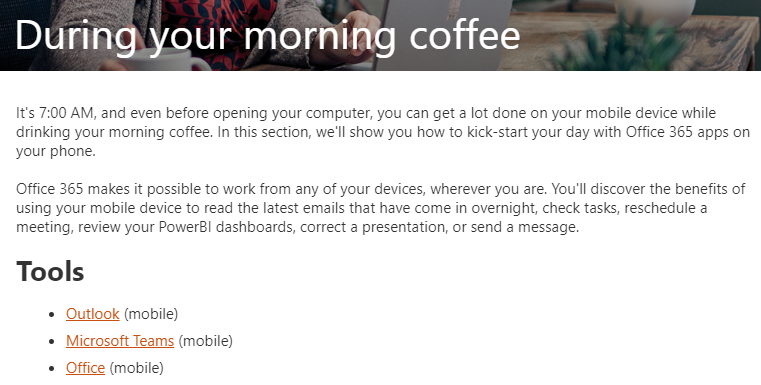 During your morning coffee
It's 7:00 AM, and even before opening your computer, you can get a lot done on your mobile device while
drinking your morning coffee. In this section, we'll show you how to kick-start your day with Office 365 apps on
your phone.
Office 365 makes it possible to work from any of your devices, wherever you are. You'll discover the benefits of
using your mobile device to read the latest emails that have come in overnight, check tasks, reschedule a
meeting, review your PowerBI dashboards, correct a presentation, or send a message.
Tools
• Outlook (mobile)
• Microsoft Teams (mobile)
• Office (mobile)